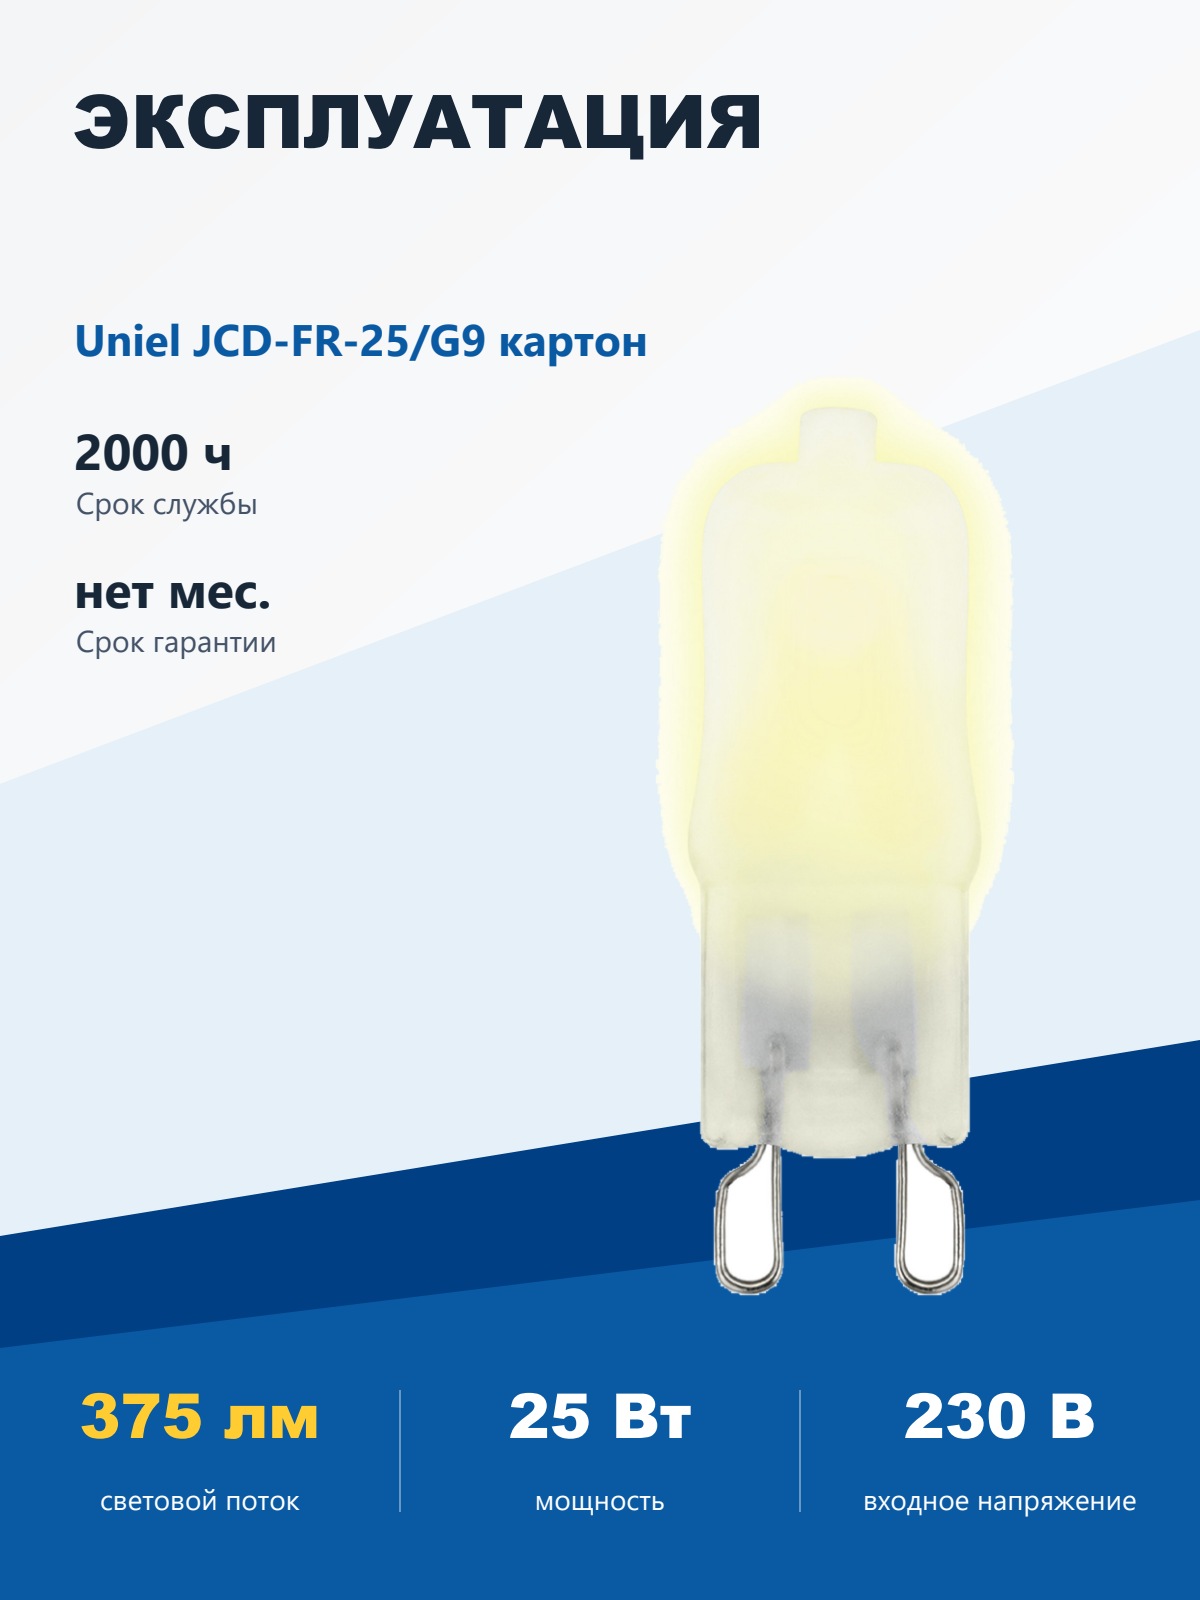 ЭКСПЛУАТАЦИЯ
Uniel JCD-FR-25/G9 картон
2000 ч
Срок службы
нет мес.
Срок гарантии
375 лм
световой поток
25 Вт
мощность
230 В
входное напряжение